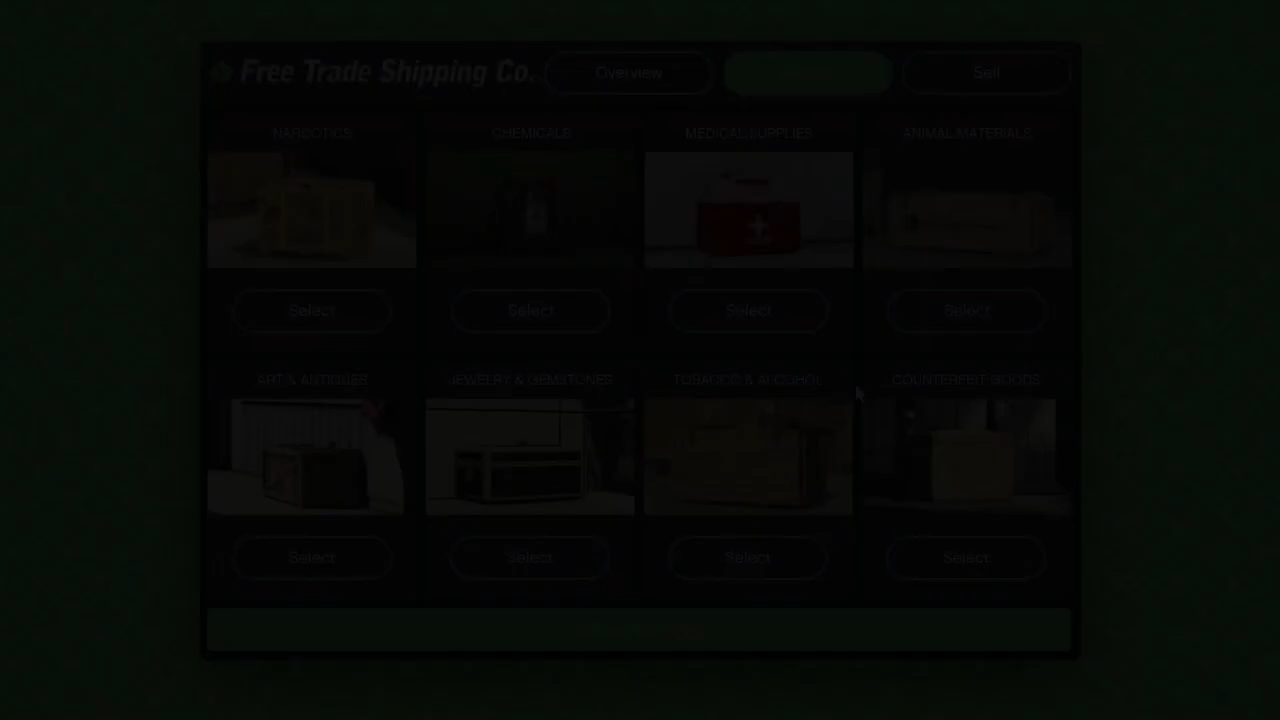 Free Trade Shipping Co.
Overview
Sell
NARCOTICS
CHEMICALS
MEDICAL SUPPLIES
ANIMAL MATERIALS
Select
Select
Select
Select
ART & ANTIQUES
JEWELRY & GEMSTONES
TOBACCO & ALCOHOL
COUNTERFEIT GOODS
Select
Select
Select
Select